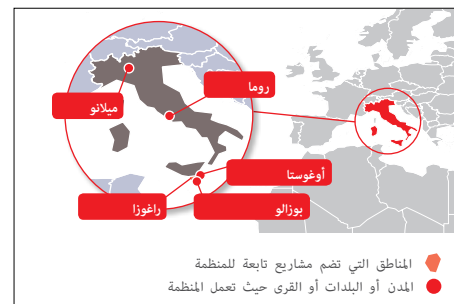 روما
ميلانو
أوغوستا
راغوزا
بوزالو
المناطق التي تضم مشاريع تابعة للمنظمة
المدن أو البلدات أو القرى حيث تعمل المنظمة